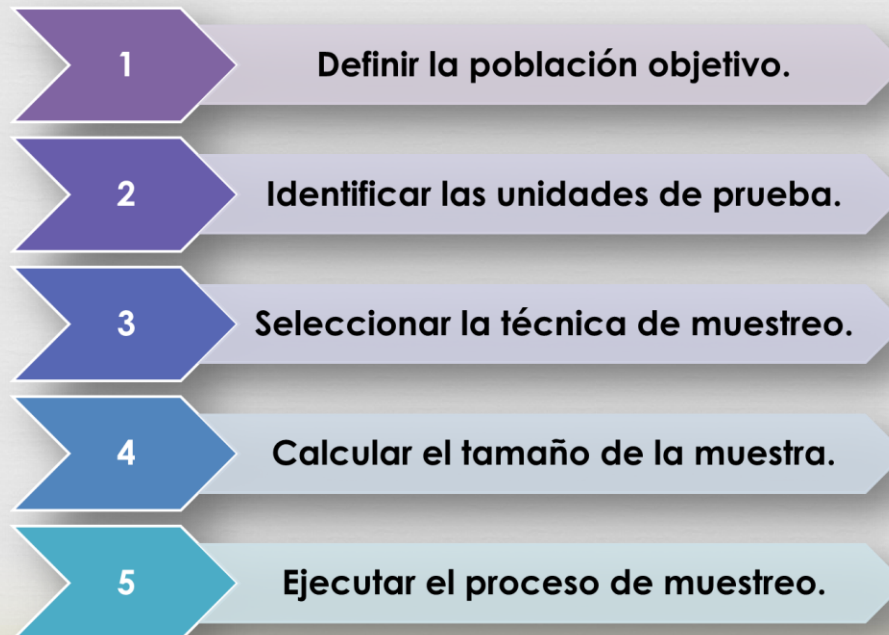 1
Definir la población objetivo.
2
Identificar las unidades de prueba.
3
Seleccionar la técnica de muestreo.
4
Calcular el tamaño de la muestra.
5
Ejecutar el proceso de muestreo.